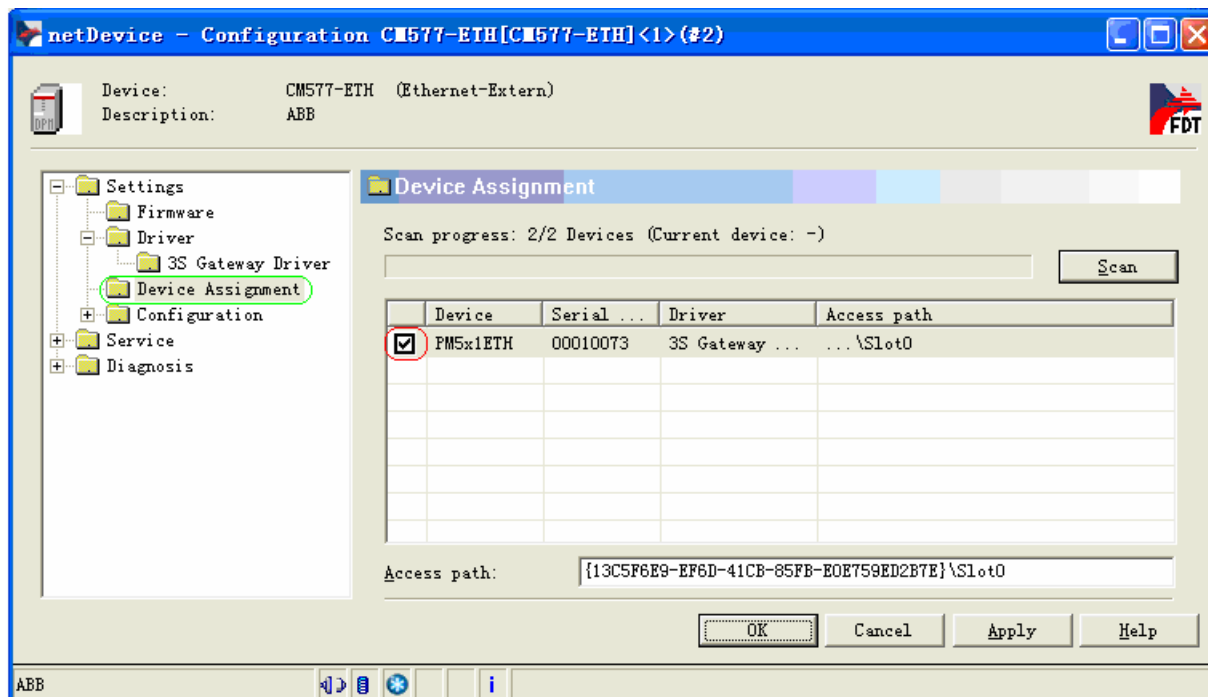 netDevice - Configuration CM577-ETH[CM577-ETH]<1>(#2)
Device: CM577-ETH (Ethernet-Extern)
Description: ABB
DPM
FDT
Settings
Firmware
Driver
3S Gateway Driver
Device Assignment
Configuration
Service
Diagnosis
Device Assignment
Scan progress: 2/2 Devices (Current device: -)
Scan
Device Serial ... Driver Access path
PM5x1ETH 00010073 3S Gateway ... ...\Slot0
Access path: {13C5F6E9-EF6D-41CB-85FB-E0E759ED2B7E}\Slot0
OK Cancel Apply Help
ABB